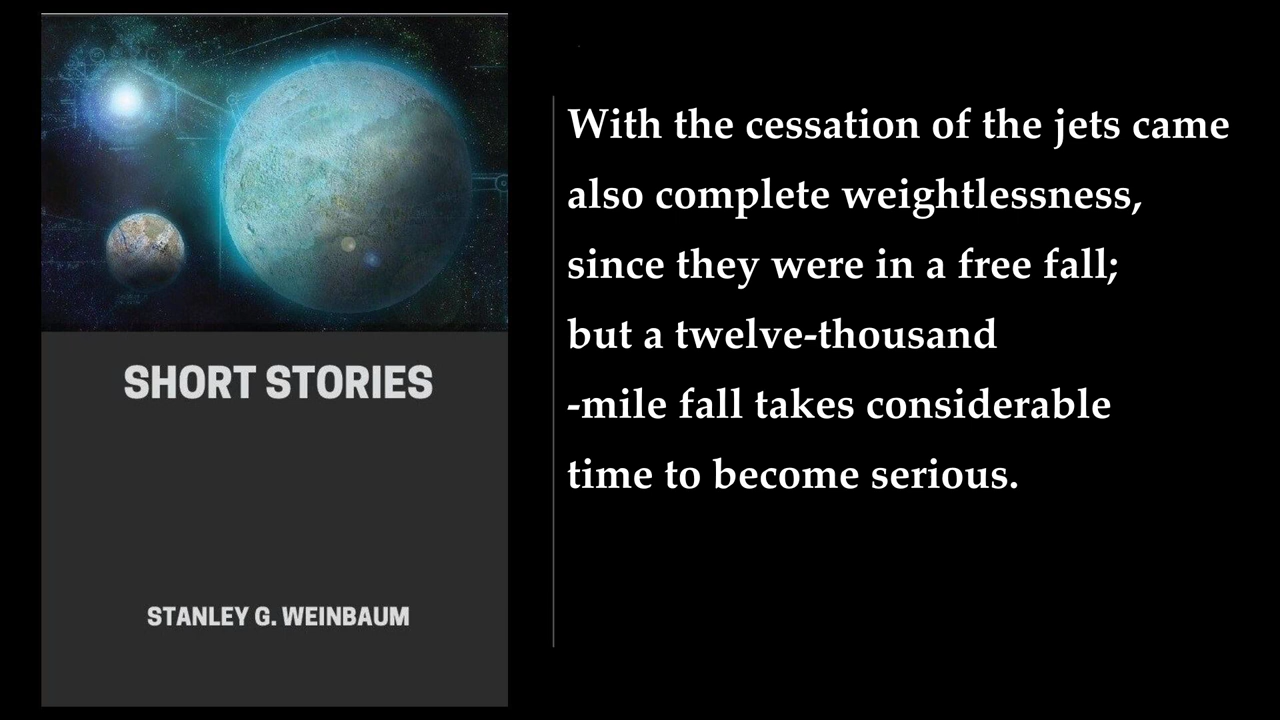 SHORT STORIES
STANLEY G. WEINBAUM
With the cessation of the jets came
also complete weightlessness,
since they were in a free fall;
but a twelve-thousand
-mile fall takes considerable
time to become serious.